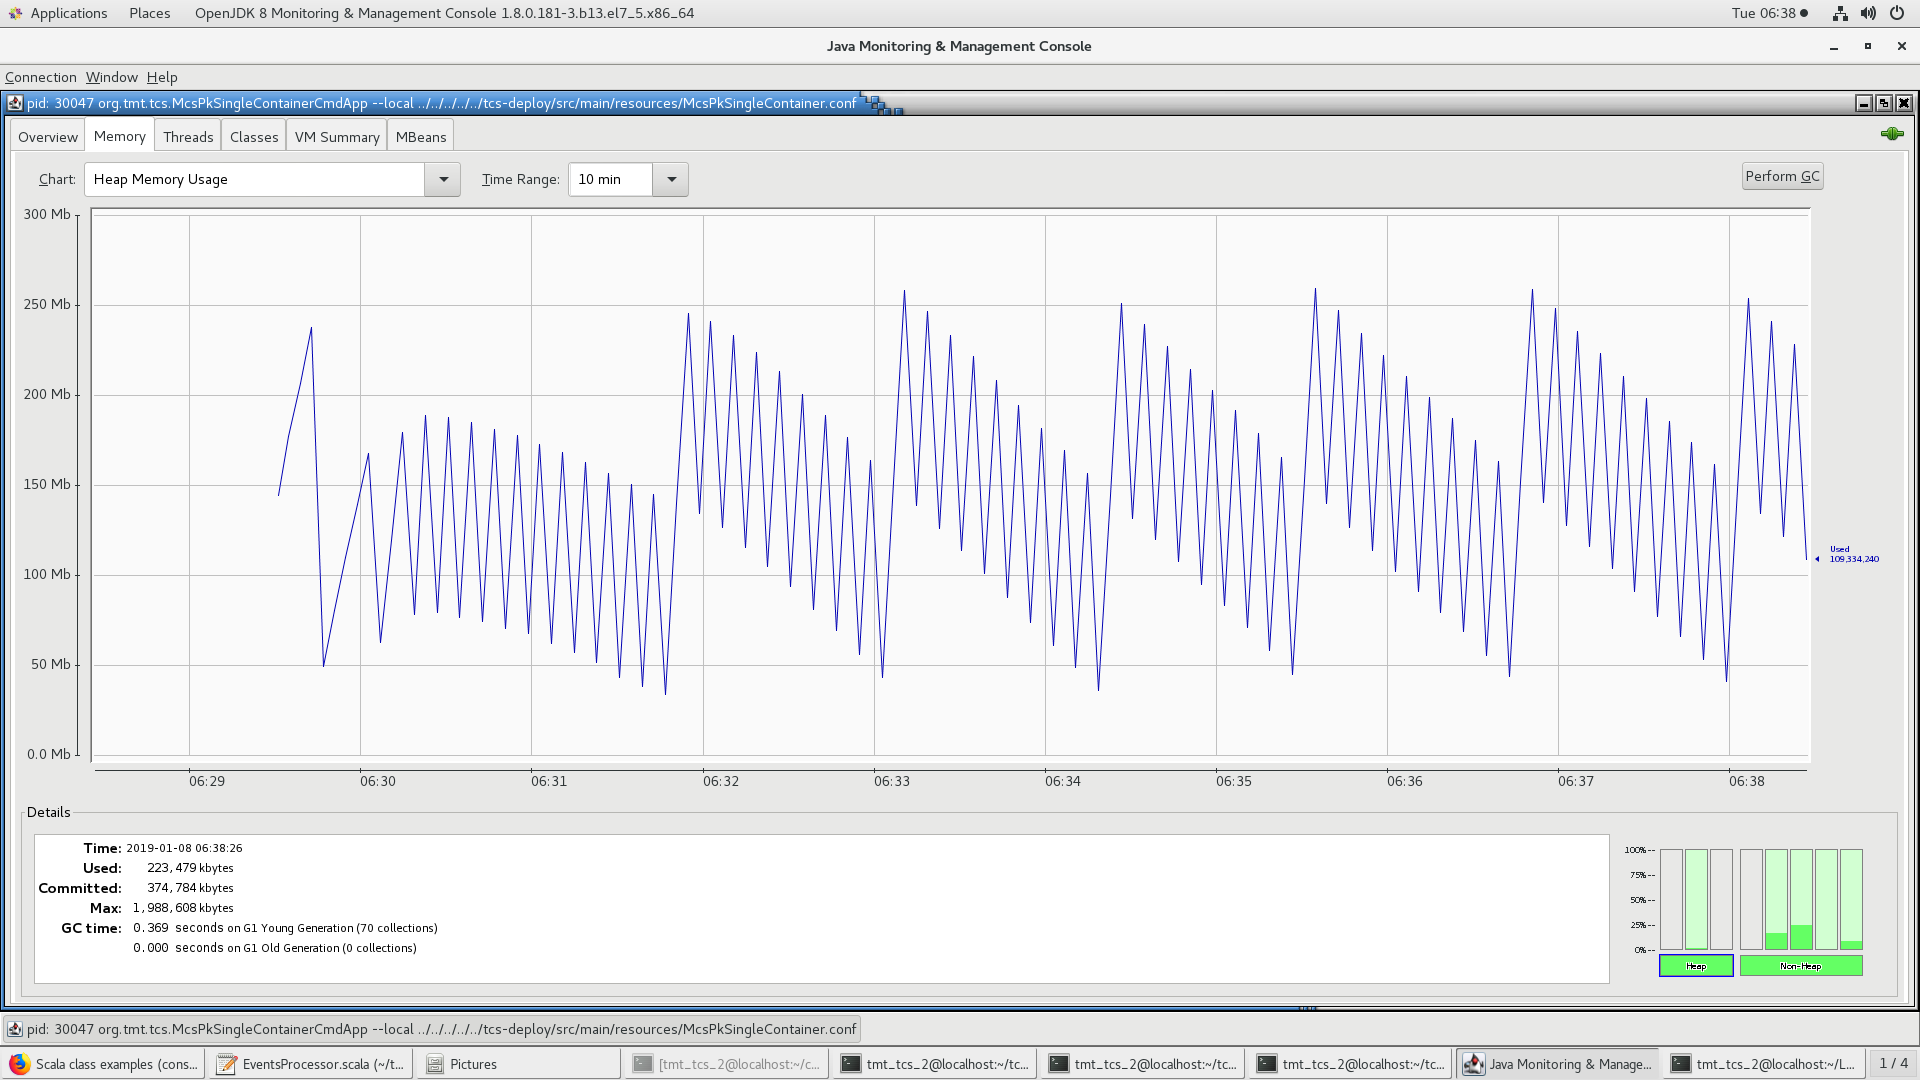 Applications Places OpenJDK 8 Monitoring & Management Console 1.8.0.181-3.b13.el7_5.x86_64 Tue 06:38
Java Monitoring & Management Console
Connection Window Help
pid: 30047 org.tmt.tcs.McsPkSingleContainerCmdApp --local ../../../../../tcs-deploy/src/main/resources/McsPkSingleContainer.conf
Overview Memory Threads Classes VM Summary MBeans
Chart: Heap Memory Usage Time Range: 10 min Perform GC
300 Mb
250 Mb
200 Mb
150 Mb
100 Mb
50 Mb
0.0 Mb
Used
109,334,240
06:29 06:30 06:31 06:32 06:33 06:34 06:35 06:36 06:37 06:38
Details
Time: 2019-01-08 06:38:26
Used: 223,479 kbytes
Committed: 374,784 kbytes
Max: 1,988,608 kbytes
GC time: 0.369 seconds on G1 Young Generation (70 collections)
0.000 seconds on G1 Old Generation (0 collections)
100% --
75% --
50% --
25% --
0% --
Heap Non-Heap
pid: 30047 org.tmt.tcs.McsPkSingleContainerCmdApp --local ../../../../../tcs-deploy/src/main/resources/McsPkSingleContainer.conf
Scala class examples (cons... EventsProcessor.scala (~/t... Pictures [tmt_tcs_2@localhost:~/c... tmt_tcs_2@localhost:~/tc... tmt_tcs_2@localhost:~/tc... tmt_tcs_2@localhost:~/tc... Java Monitoring & Manage... tmt_tcs_2@localhost:~/L... 1 / 4